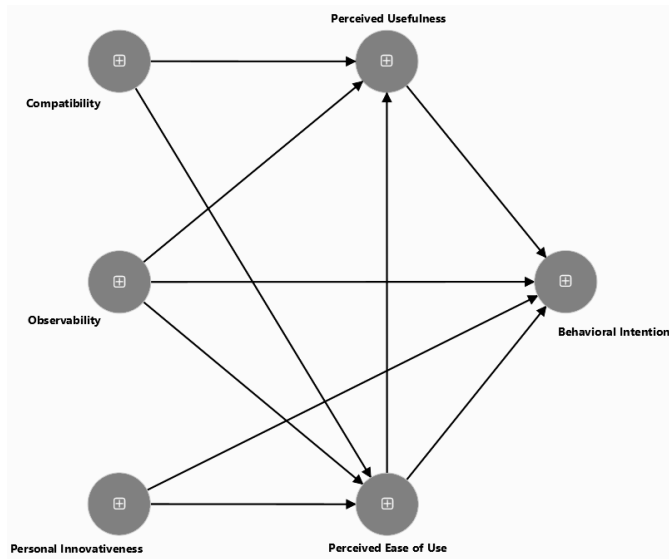 Perceived Usefulness
Compatibility
Observability
Behavioral Intention
Personal Innovativeness
Perceived Ease of Use